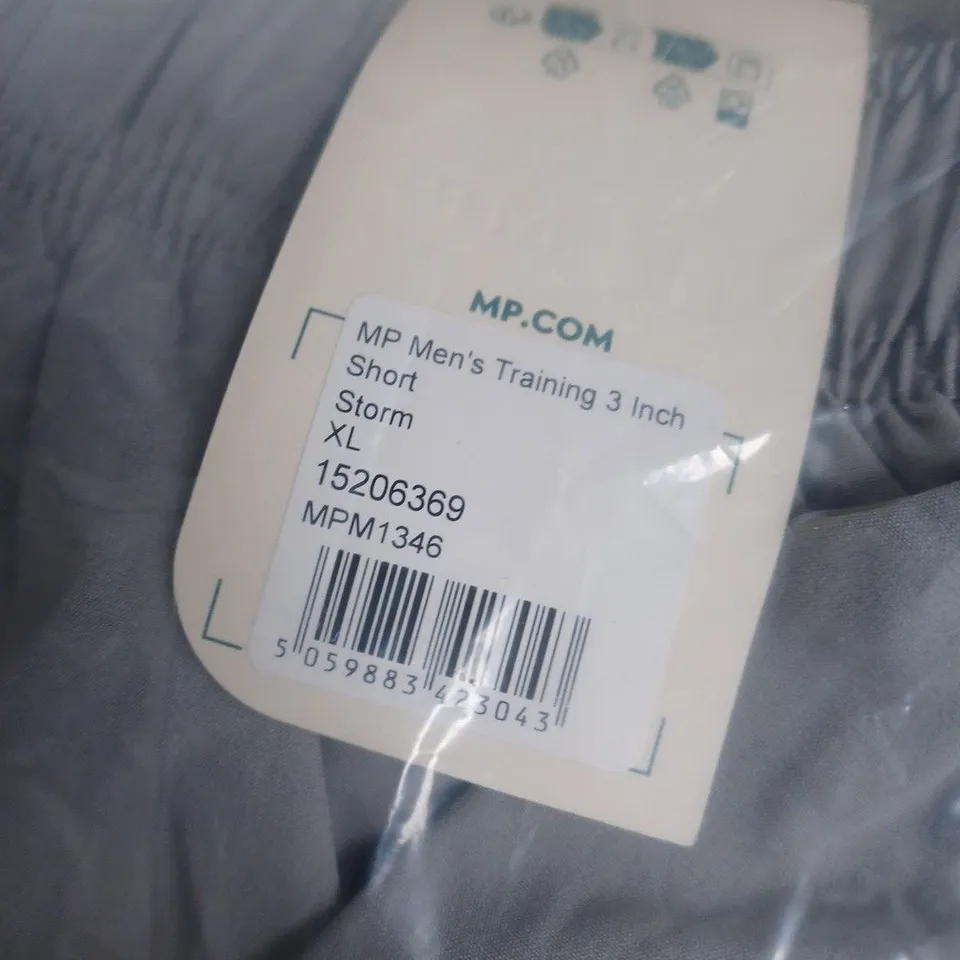 MP.COM
MP Men's Training 3 Inch
Short
Storm
XL
15206369
MPM1346
5 059883 423043